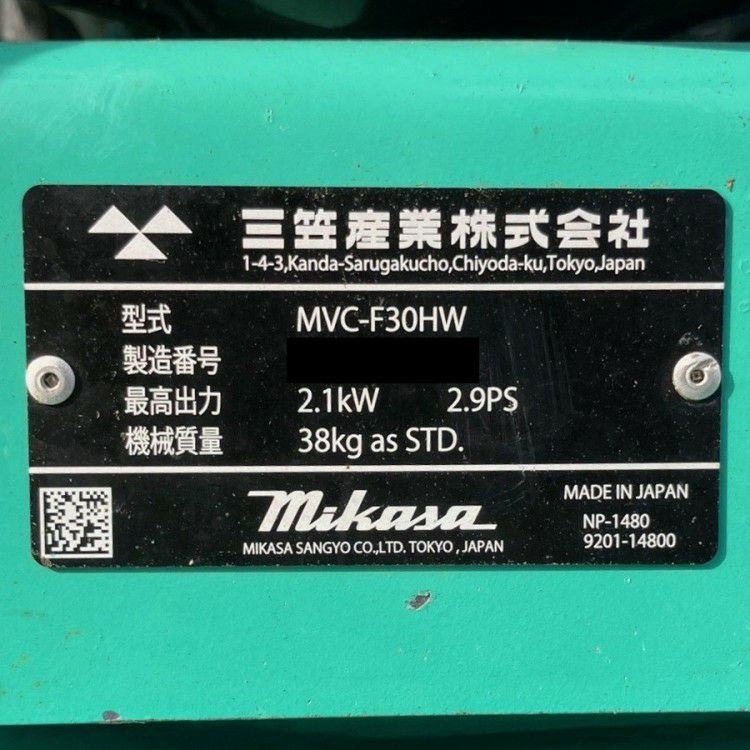 三笠産業株式会社
1-4-3,Kanda-Sarugakucho,Chiyoda-ku,Tokyo,Japan
型式 MVC-F30HW
製造番号
最高出力 2.1kW 2.9PS
機械質量 38kg as STD.
mikasa
MIKASA SANGYO CO.,LTD. TOKYO , JAPAN
MADE IN JAPAN
NP-1480
9201-14800